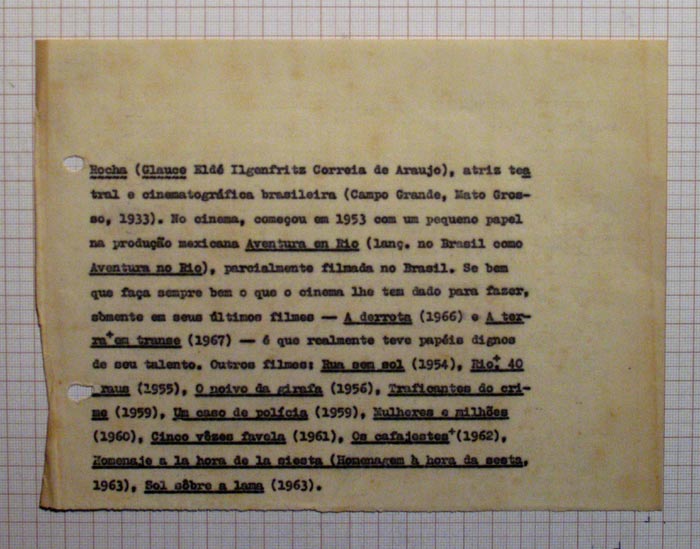 Rocha (Glauce Eldé Ilgenfritz Correia de Araujo), atriz tea
tral e cinematográfica brasileira (Campo Grande, Mato Gros-
so, 1933). No cinema, começou em 1953 com um pequeno papel
na produção mexicana Aventura en Rio (lanç. no Brasil como
Aventura no Rio), parcialmente filmada no Brasil. Se bem
que faça sempre bem o que o cinema lhe tem dado para fazer,
sòmente em seus últimos filmes — A derrota (1966) e A ter-
ra+em transe (1967) — é que realmente teve papéis dignos
de seu talento. Outros filmes: Rua sem sol (1954), Rio+. 40
raus (1955), O noivo da girafa (1956), Traficantes do cri-
me (1959), Um caso de polícia (1959), Mulheres e milhões
(1960), Cinco vêzes favela (1961), Os cafajestes+(1962),
Homenaje a la hora de la siesta (Homenagem à hora da sesta,
1963), Sol sôbre a lama (1963).